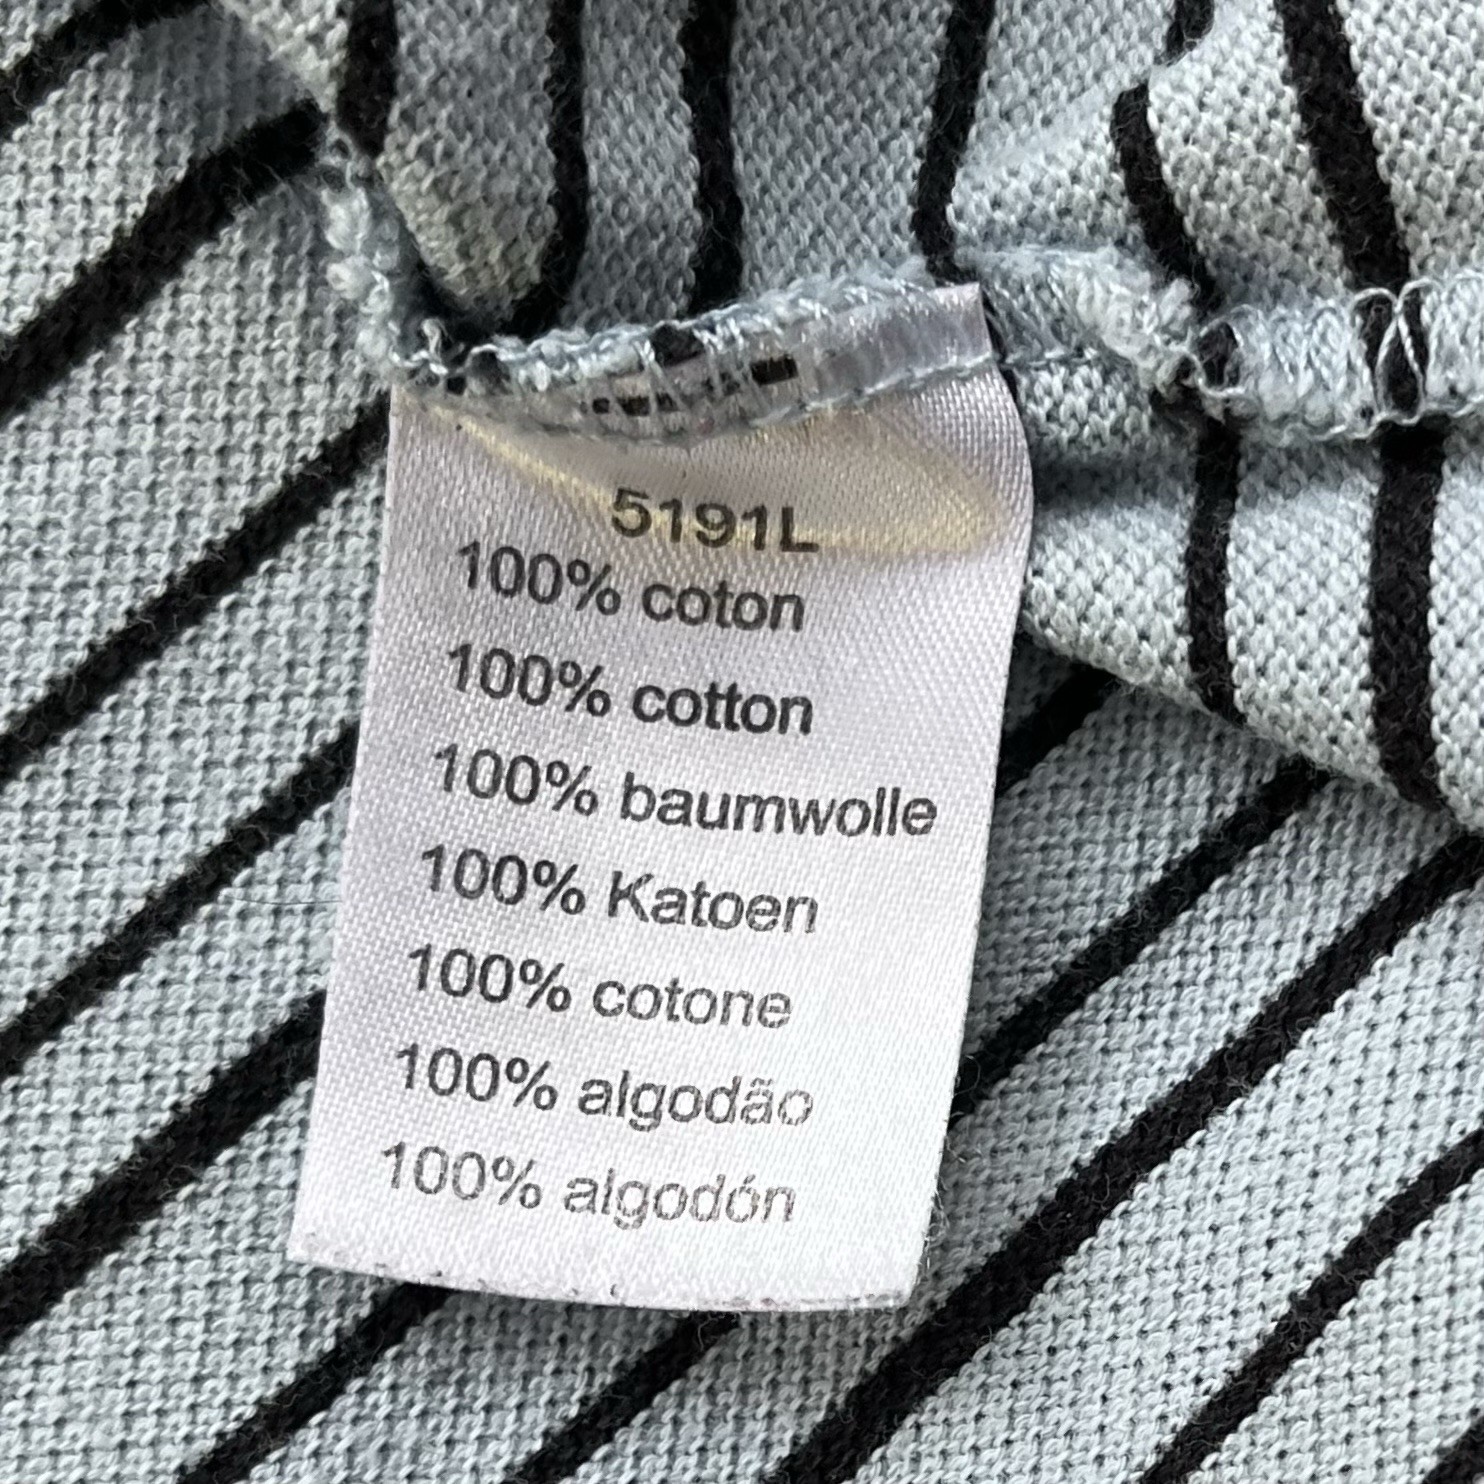 5191L
100% coton
100% cotton
100% baumwolle
100% Katoen
100% cotone
100% algodão
100% algodón